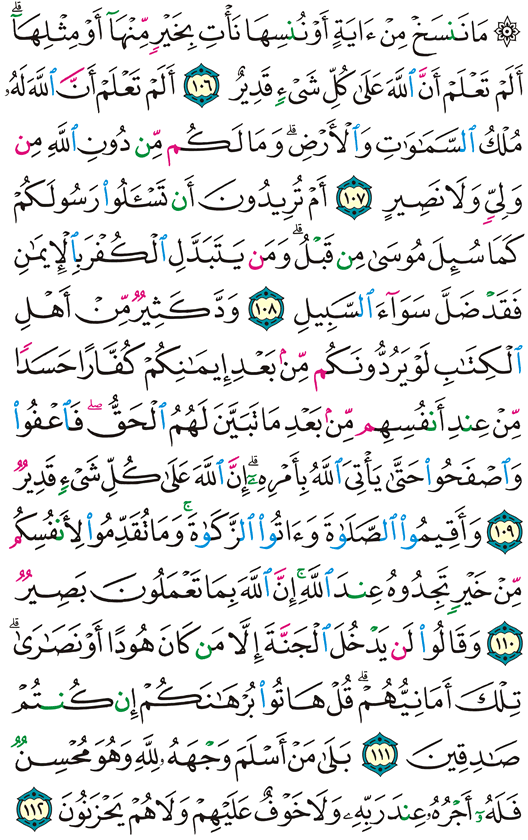 ۞ مَا نَنسَخْ مِنْ ءَايَةٍ أَوْ نُنسِهَا نَأْتِ بِخَيْرٍ مِّنْهَآ أَوْ مِثْلِهَآ ۗ
أَلَمْ تَعْلَمْ أَنَّ ٱللَّهَ عَلَىٰ كُلِّ شَىْءٍ قَدِيرٌ ١٠٦ أَلَمْ تَعْلَمْ أَنَّ ٱللَّهَ لَهُۥ
مُلْكُ ٱلسَّمَٰوَٰتِ وَٱلْأَرْضِ ۗ وَمَا لَكُم مِّن دُونِ ٱللَّهِ مِن
وَلِىٍّ وَلَا نَصِيرٍ ١٠٧ أَمْ تُرِيدُونَ أَن تَسْـَٔلُوا۟ رَسُولَكُمْ
كَمَا سُئِلَ مُوسَىٰ مِن قَبْلُ ۗ وَمَن يَتَبَدَّلِ ٱلْكُفْرَ بِٱلْإِيمَٰنِ
فَقَدْ ضَلَّ سَوَآءَ ٱلسَّبِيلِ ١٠٨ وَدَّ كَثِيرٌ مِّنْ أَهْلِ
ٱلْكِتَٰبِ لَوْ يَرُدُّونَكُم مِّنۢ بَعْدِ إِيمَٰنِكُمْ كُفَّارًا حَسَدًا
مِّنْ عِندِ أَنفُسِهِم مِّنۢ بَعْدِ مَا تَبَيَّنَ لَهُمُ ٱلْحَقُّ ۖ فَٱعْفُوا۟
وَٱصْفَحُوا۟ حَتَّىٰ يَأْتِىَ ٱللَّهُ بِأَمْرِهِۦٓ ۗ إِنَّ ٱللَّهَ عَلَىٰ كُلِّ شَىْءٍ قَدِيرٌ
١٠٩ وَأَقِيمُوا۟ ٱلصَّلَوٰةَ وَءَاتُوا۟ ٱلزَّكَوٰةَ ۚ وَمَا تُقَدِّمُوا۟ لِأَنفُسِكُم
مِّنْ خَيْرٍ تَجِدُوهُ عِندَ ٱللَّهِ ۗ إِنَّ ٱللَّهَ بِمَا تَعْمَلُونَ بَصِيرٌ
١١٠ وَقَالُوا۟ لَن يَدْخُلَ ٱلْجَنَّةَ إِلَّا مَن كَانَ هُودًا أَوْ نَصَٰرَىٰ ۗ
تِلْكَ أَمَانِيُّهُمْ ۗ قُلْ هَاتُوا۟ بُرْهَٰنَكُمْ إِن كُنتُمْ
صَٰدِقِينَ ١١١ بَلَىٰ مَنْ أَسْلَمَ وَجْهَهُۥ لِلَّهِ وَهُوَ مُحْسِنٌ
فَلَهُۥٓ أَجْرُهُۥ عِندَ رَبِّهِۦ وَلَا خَوْفٌ عَلَيْهِمْ وَلَا هُمْ يَحْزَنُونَ ١١٢